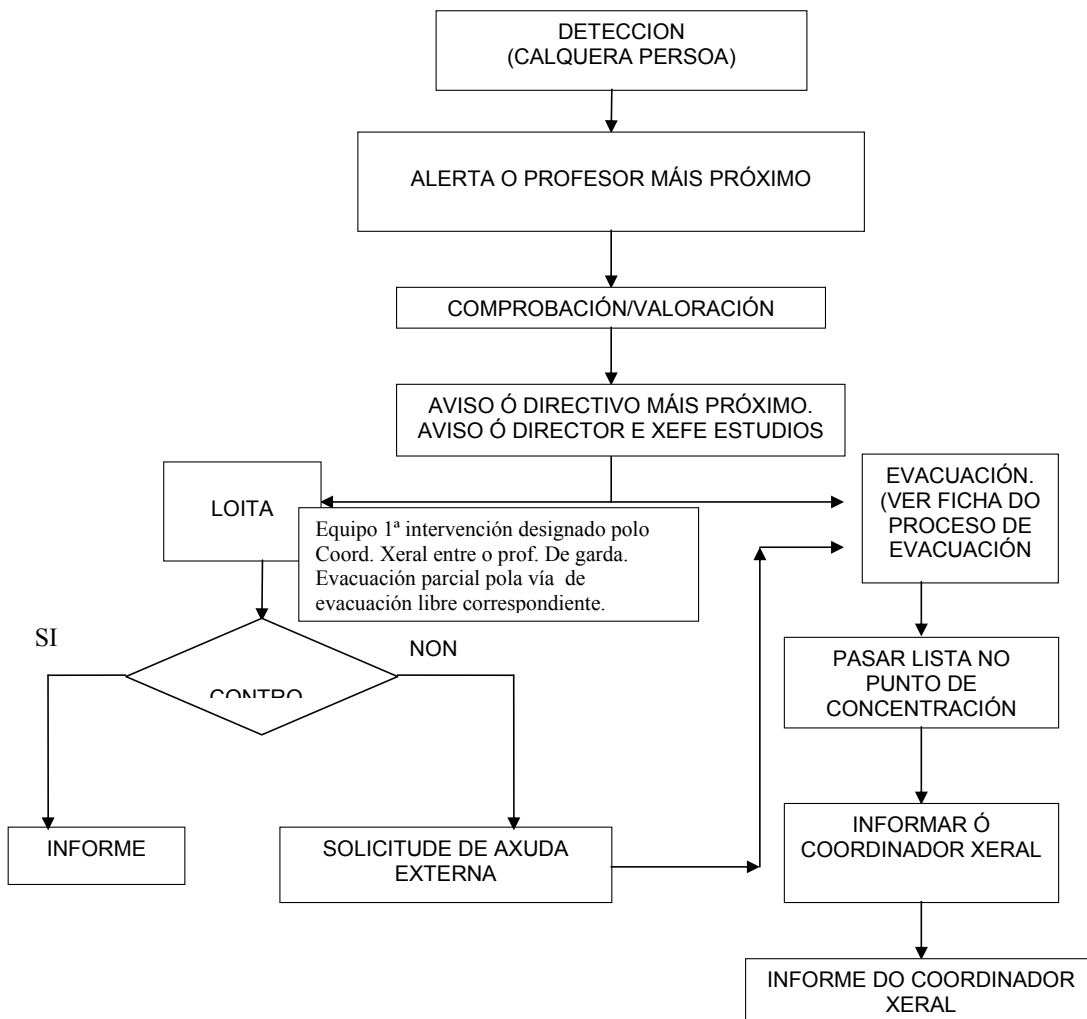 DETECCION
(CALQUERA PERSOA)
ALERTA O PROFESOR MÁIS PRÓXIMO
COMPROBACIÓN/VALORACIÓN
AVISO Ó DIRECTIVO MÁIS PRÓXIMO.
AVISO Ó DIRECTOR E XEFE ESTUDIOS
LOITA
Equipo 1ª intervención designado polo
Coord. Xeral entre o prof. De garda.
Evacuación parcial pola vía de
evacuación libre correspondiente.
EVACUACIÓN.
(VER FICHA DO
PROCESO DE
EVACUACIÓN
SI
NON
CONTRO
PASAR LISTA NO
PUNTO DE
CONCENTRACIÓN
INFORME
SOLICITUDE DE AXUDA
EXTERNA
INFORMAR Ó
COORDINADOR XERAL
INFORME DO COORDINADOR
XERAL